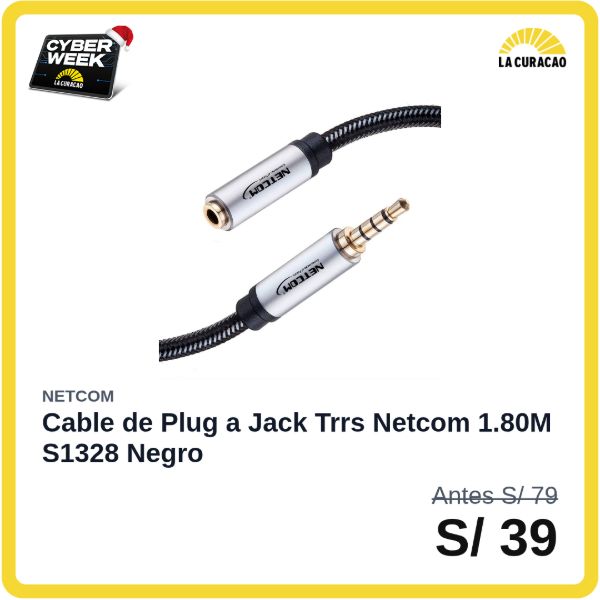 CYBER
WEEK
LA CURACAO
LA CURACAO
NETCOM
NETCOM
NETCOM
Cable de Plug a Jack Trrs Netcom 1.80M
S1328 Negro
Antes S/ 79
S/ 39